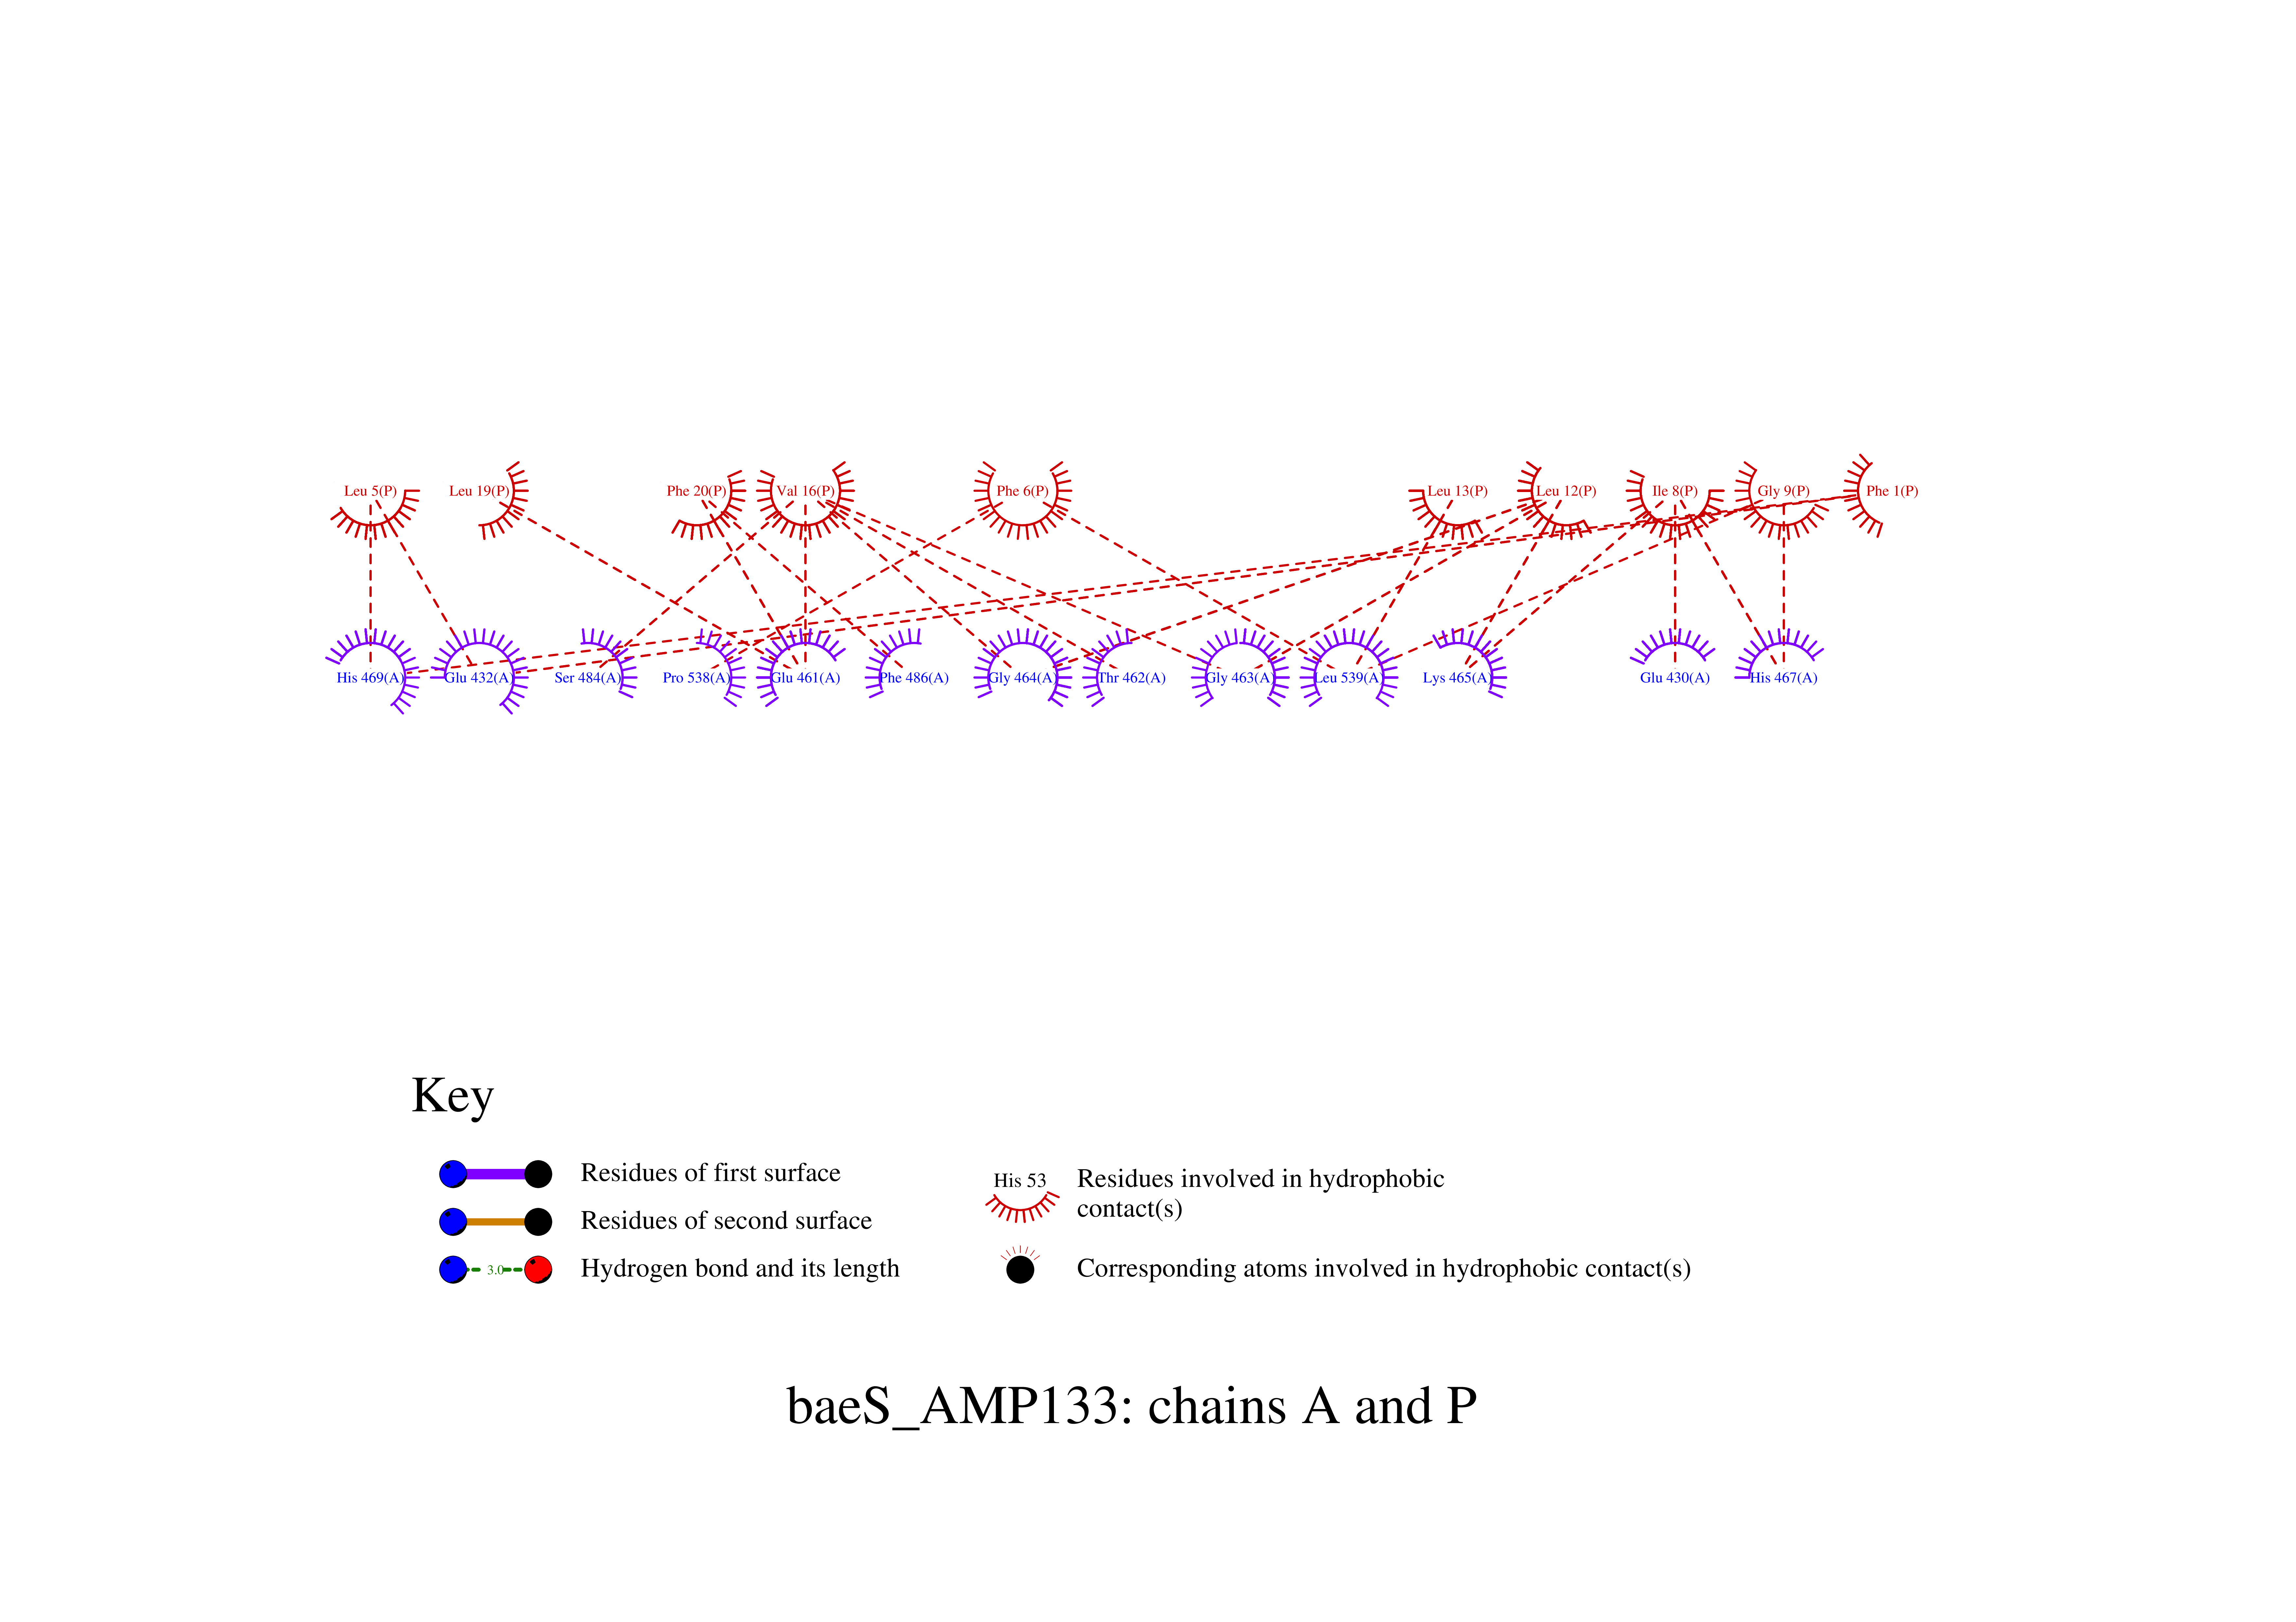 Leu 5(P) Leu 19(P) Phe 20(P) Val 16(P) Phe 6(P) Leu 13(P) Leu 12(P) Ile 8(P) Gly 9(P) Phe 1(P)
His 469(A) Glu 432(A) Ser 484(A) Pro 538(A) Glu 461(A) Phe 486(A) Gly 464(A) Thr 462(A) Gly 463(A) Leu 539(A) Lys 465(A) Glu 430(A) His 467(A)
Key
Residues of first surface
Residues of second surface
3.0 Hydrogen bond and its length
His 53 Residues involved in hydrophobic
contact(s)
Corresponding atoms involved in hydrophobic contact(s)
baeS_AMP133: chains A and P